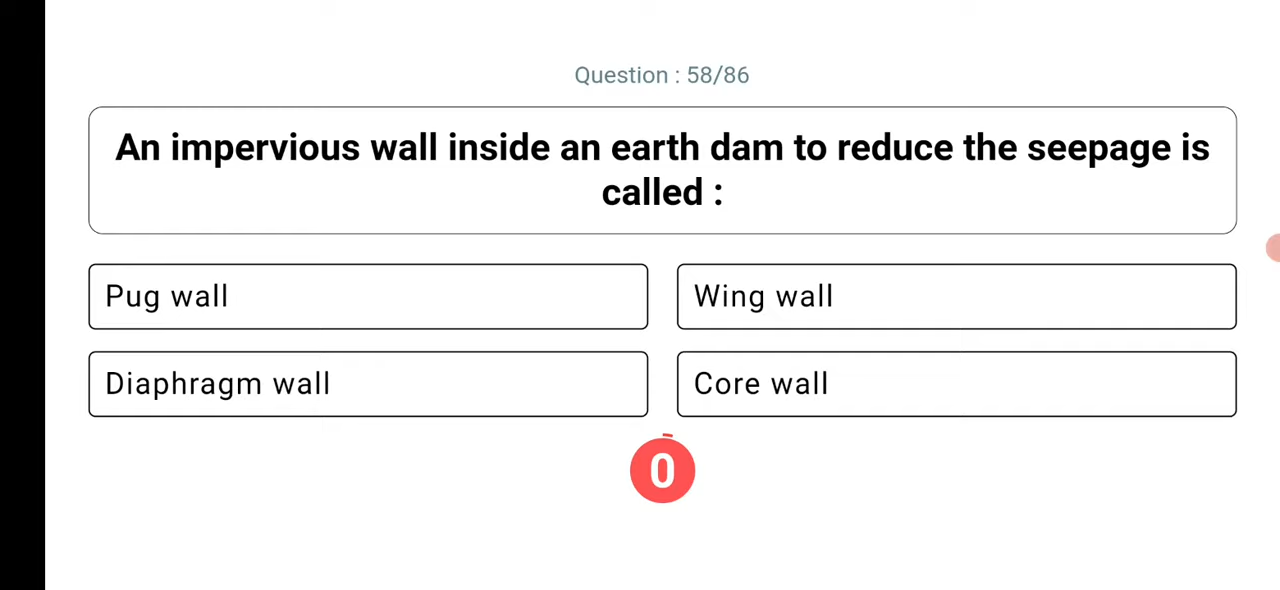 Question : 58/86
An impervious wall inside an earth dam to reduce the seepage is
called :
Pug wall
Wing wall
Diaphragm wall
Core wall
0